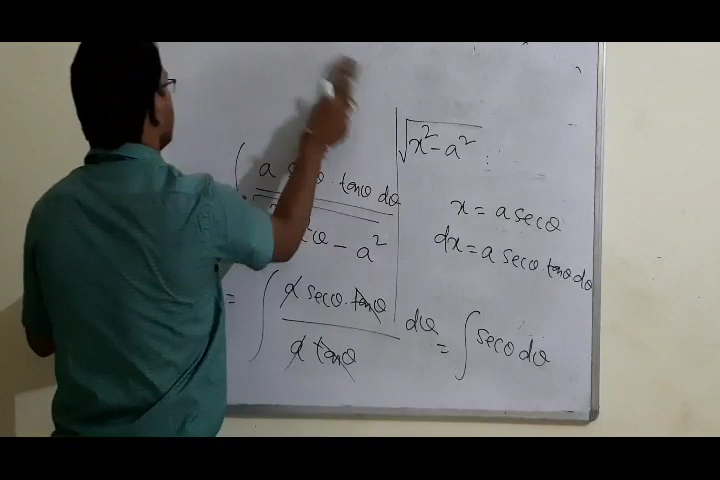 √(x² - a²)
∫ a secθ · tanθ dθ
θ - a²
x = a secθ
dx = a secθ · tanθ dθ
= ∫ a secθ · tanθ / a tanθ dθ = ∫ secθ dθ